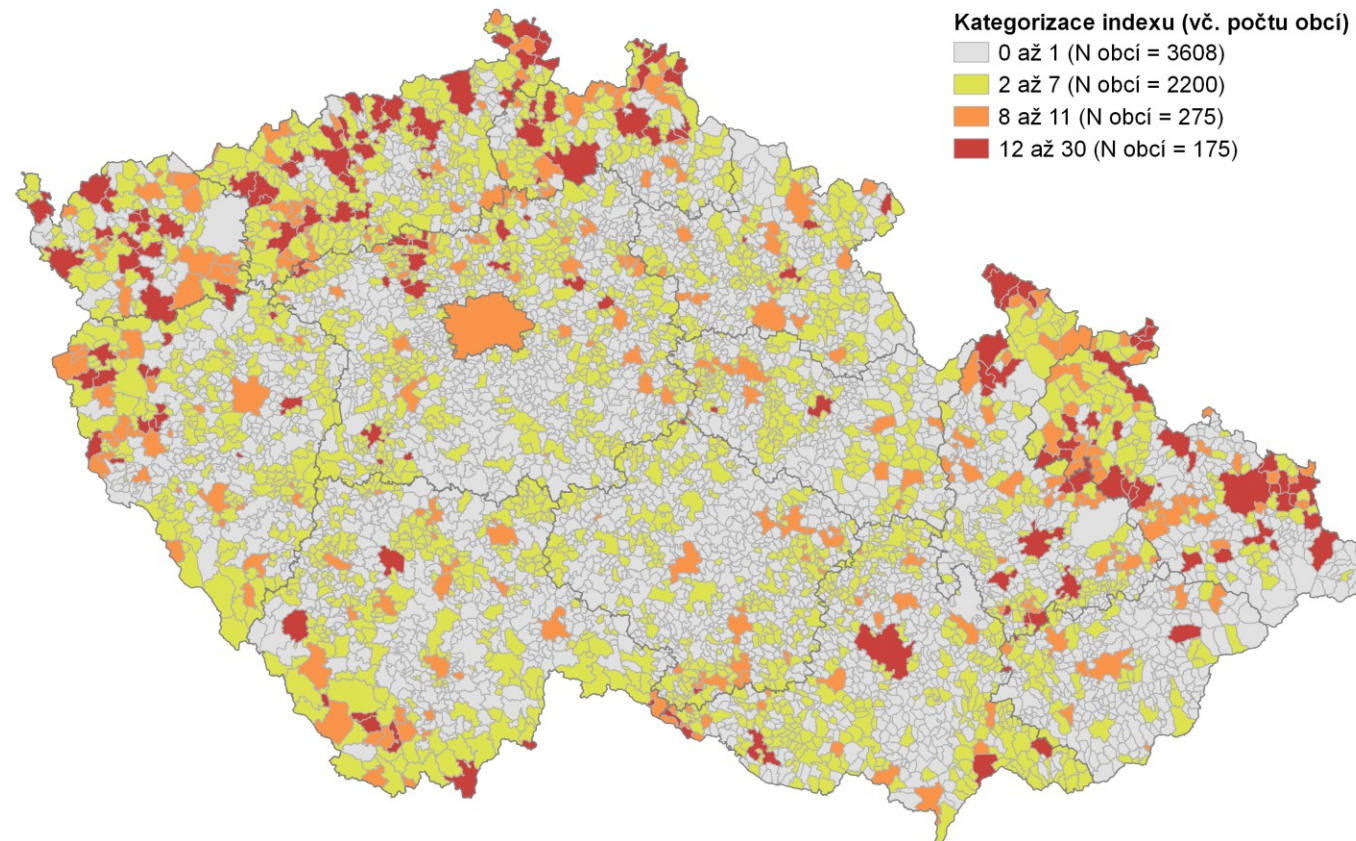 Kategorizace indexu (vč. počtu obcí)
0 až 1 (N obcí = 3608)
2 až 7 (N obcí = 2200)
8 až 11 (N obcí = 275)
12 až 30 (N obcí = 175)